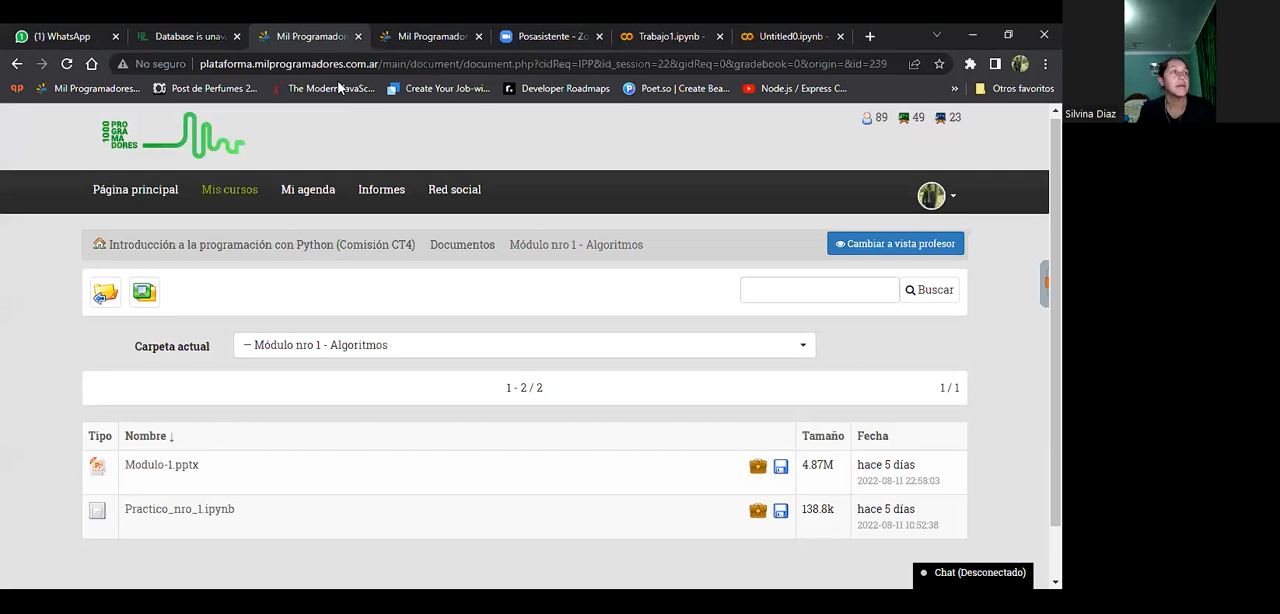 (1) WhatsApp
Database is unav
Mil Programador
Mil Programador
Posasistente - Zo
Trabajo1.ipynb -
Untitled0.ipynb -
No seguro
plataforma.milprogramadores.com.ar/main/document/document.php?cidReq=IPP&id_session=22&gidReq=0&gradebook=0&origin=&id=239
Mil Programadores...
Post de Perfumes 2...
The Modern JavaSc...
Create Your Job-wi...
Developer Roadmaps
Poet.so | Create Bea...
Node.js / Express C...
»
Otros favoritos
Silvina Diaz
1000
PRO
GRA
MA
DORES
89 49 23
Página principal Mis cursos Mi agenda Informes Red social
Introducción a la programación con Python (Comisión CT4) Documentos Módulo nro 1 - Algoritmos
Cambiar a vista profesor
Buscar
Carpeta actual
— Módulo nro 1 - Algoritmos
1 - 2 / 2
1 / 1
Tipo Nombre ↓ Tamaño Fecha
Modulo-1.pptx 4.87M hace 5 días
2022-08-11 22:58:03
Practico_nro_1.ipynb 138.8k hace 5 días
2022-08-11 10:52:38
Chat (Desconectado)